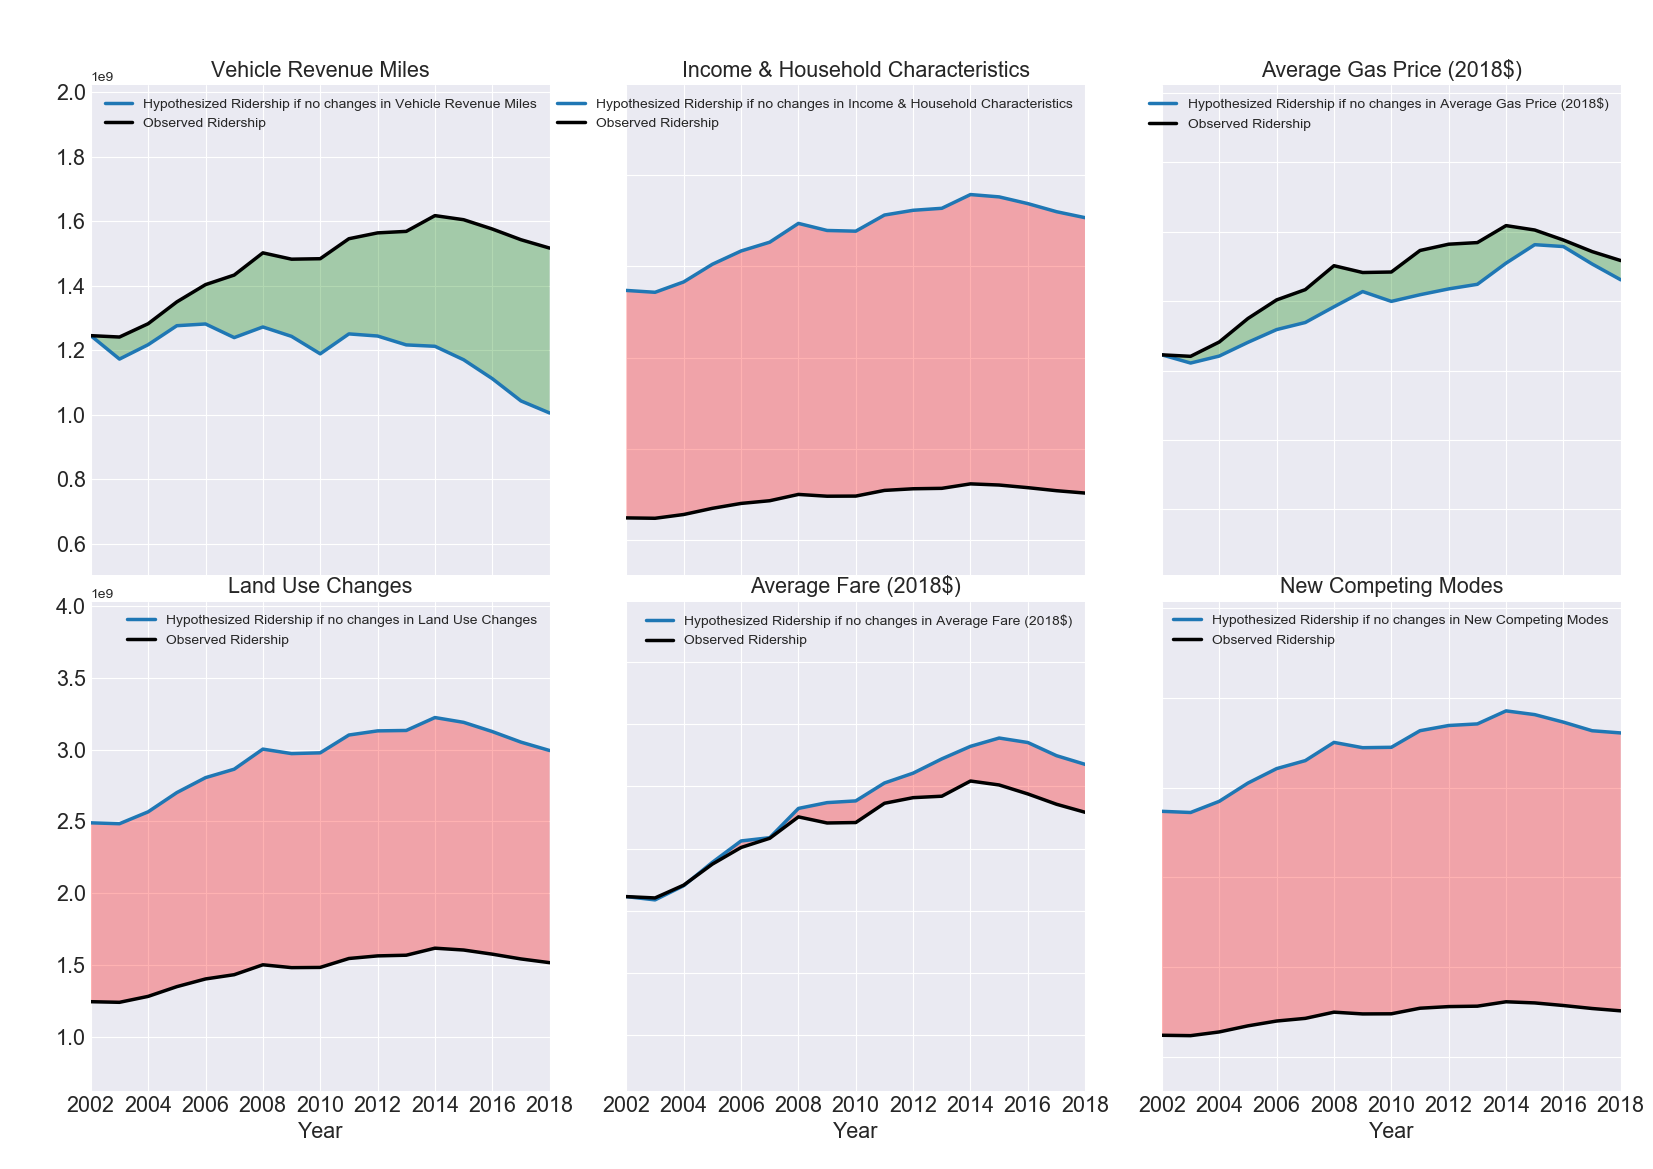 Vehicle Revenue Miles
1e9
Hypothesized Ridership if no changes in Vehicle Revenue Miles
Observed Ridership
2.0
1.8
1.6
1.4
1.2
1.0
0.8
0.6
Income & Household Characteristics
Hypothesized Ridership if no changes in Income & Household Characteristics
Observed Ridership
Average Gas Price (2018$)
Hypothesized Ridership if no changes in Average Gas Price (2018$)
Observed Ridership
Land Use Changes
1e9
Hypothesized Ridership if no changes in Land Use Changes
Observed Ridership
4.0
3.5
3.0
2.5
2.0
1.5
1.0
2002 2004 2006 2008 2010 2012 2014 2016 2018
Year
Average Fare (2018$)
Hypothesized Ridership if no changes in Average Fare (2018$)
Observed Ridership
2002 2004 2006 2008 2010 2012 2014 2016 2018
Year
New Competing Modes
Hypothesized Ridership if no changes in New Competing Modes
Observed Ridership
2002 2004 2006 2008 2010 2012 2014 2016 2018
Year